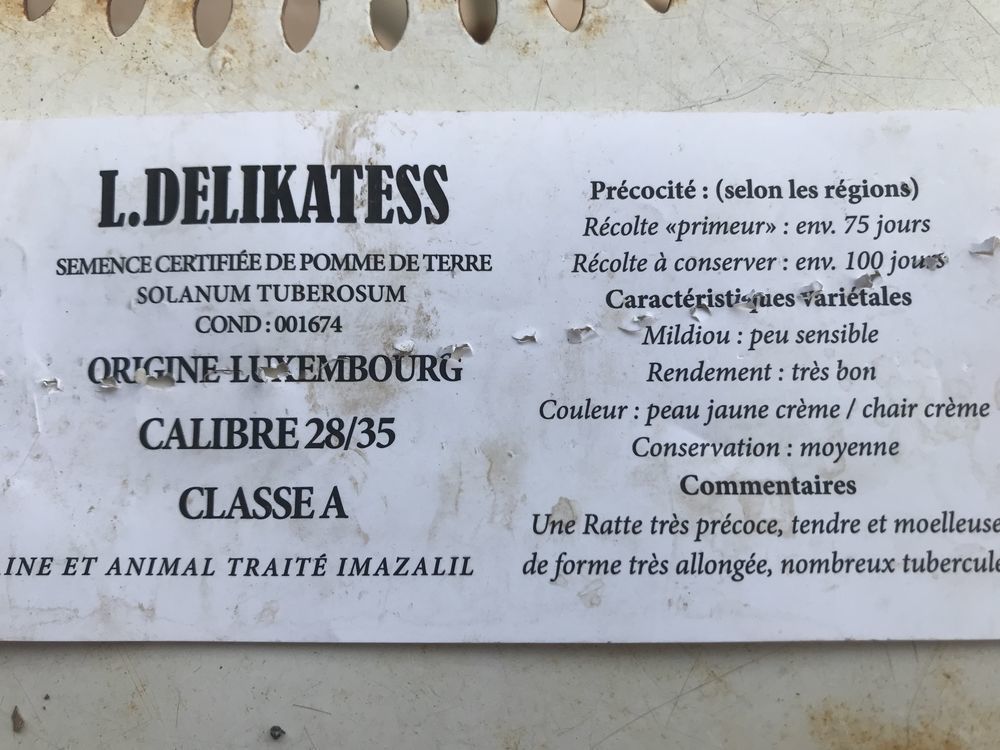 L.DELIKATESS
SEMENCE CERTIFIÉE DE POMME DE TERRE
SOLANUM TUBEROSUM
COND : 001674
ORIGINE LUXEMBOURG
CALIBRE 28/35
CLASSE A
AINE ET ANIMAL TRAITÉ IMAZALIL
Précocité : (selon les régions)
Récolte «primeur» : env. 75 jours
Récolte à conserver : env. 100 jours
Caractéristiques variétales
Mildiou : peu sensible
Rendement : très bon
Couleur : peau jaune crème / chair crème
Conservation : moyenne
Commentaires
Une Ratte très précoce, tendre et moelleuse
de forme très allongée, nombreux tubercule